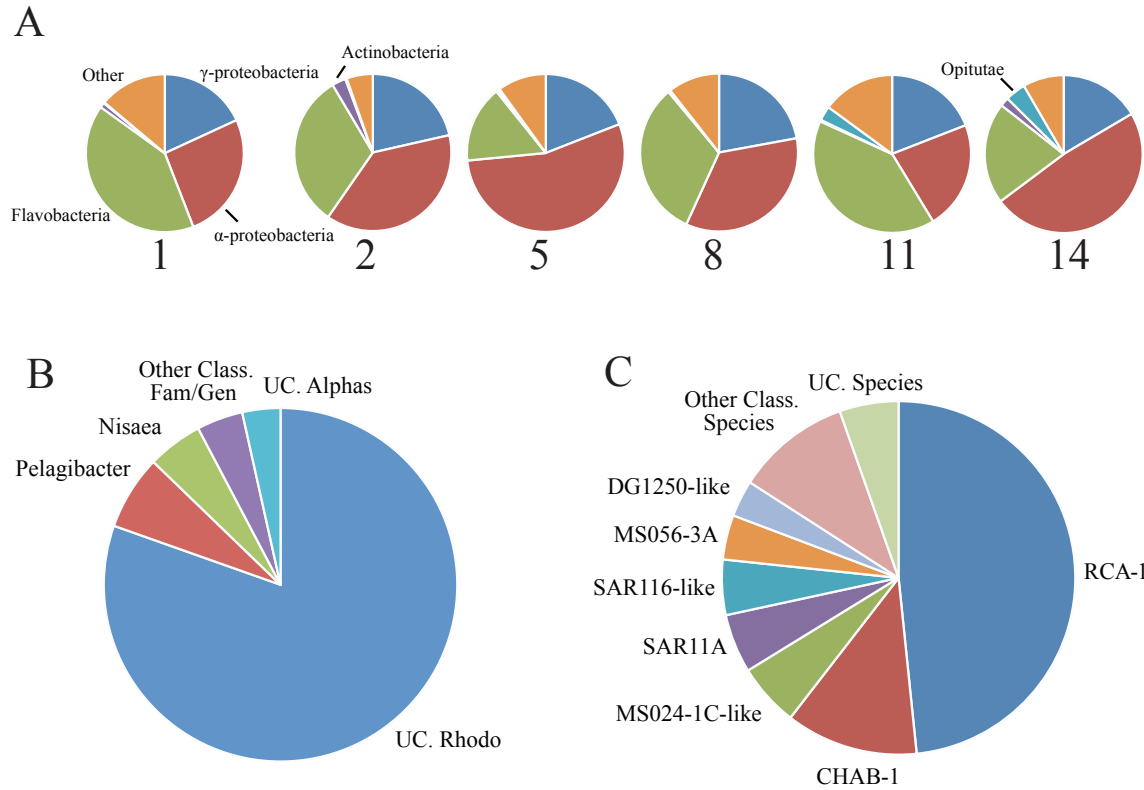 A
Other
γ-proteobacteria
Actinobacteria
Opitutae
Flavobacteria
α-proteobacteria
1
2
5
8
11
14
B
Other Class.
Fam/Gen
UC. Alphas
Nisaea
Pelagibacter
UC. Rhodo
C
UC. Species
Other Class.
Species
DG1250-like
MS056-3A
SAR116-like
SAR11A
MS024-1C-like
CHAB-1
RCA-1